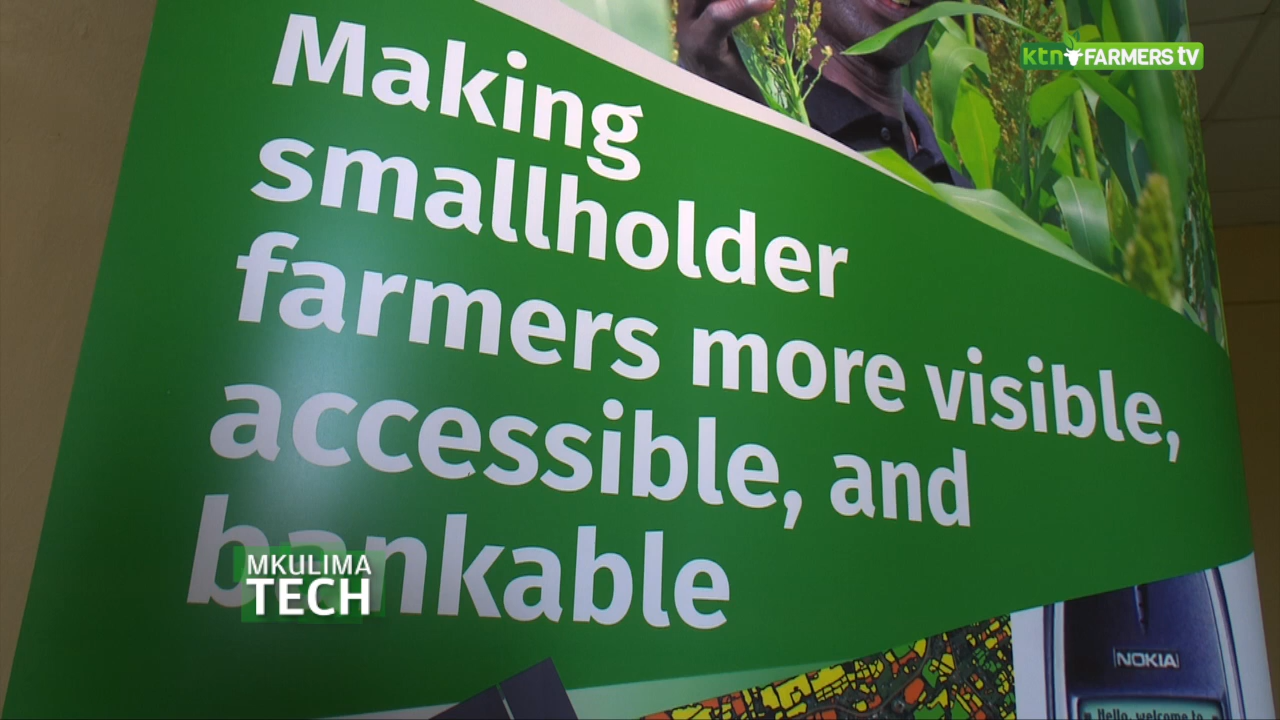 ktn FARMERS TV
Making
smallholder
farmers more visible,
accessible, and
bankable
MKULIMA
TECH
NOKIA
Hello, welcome to